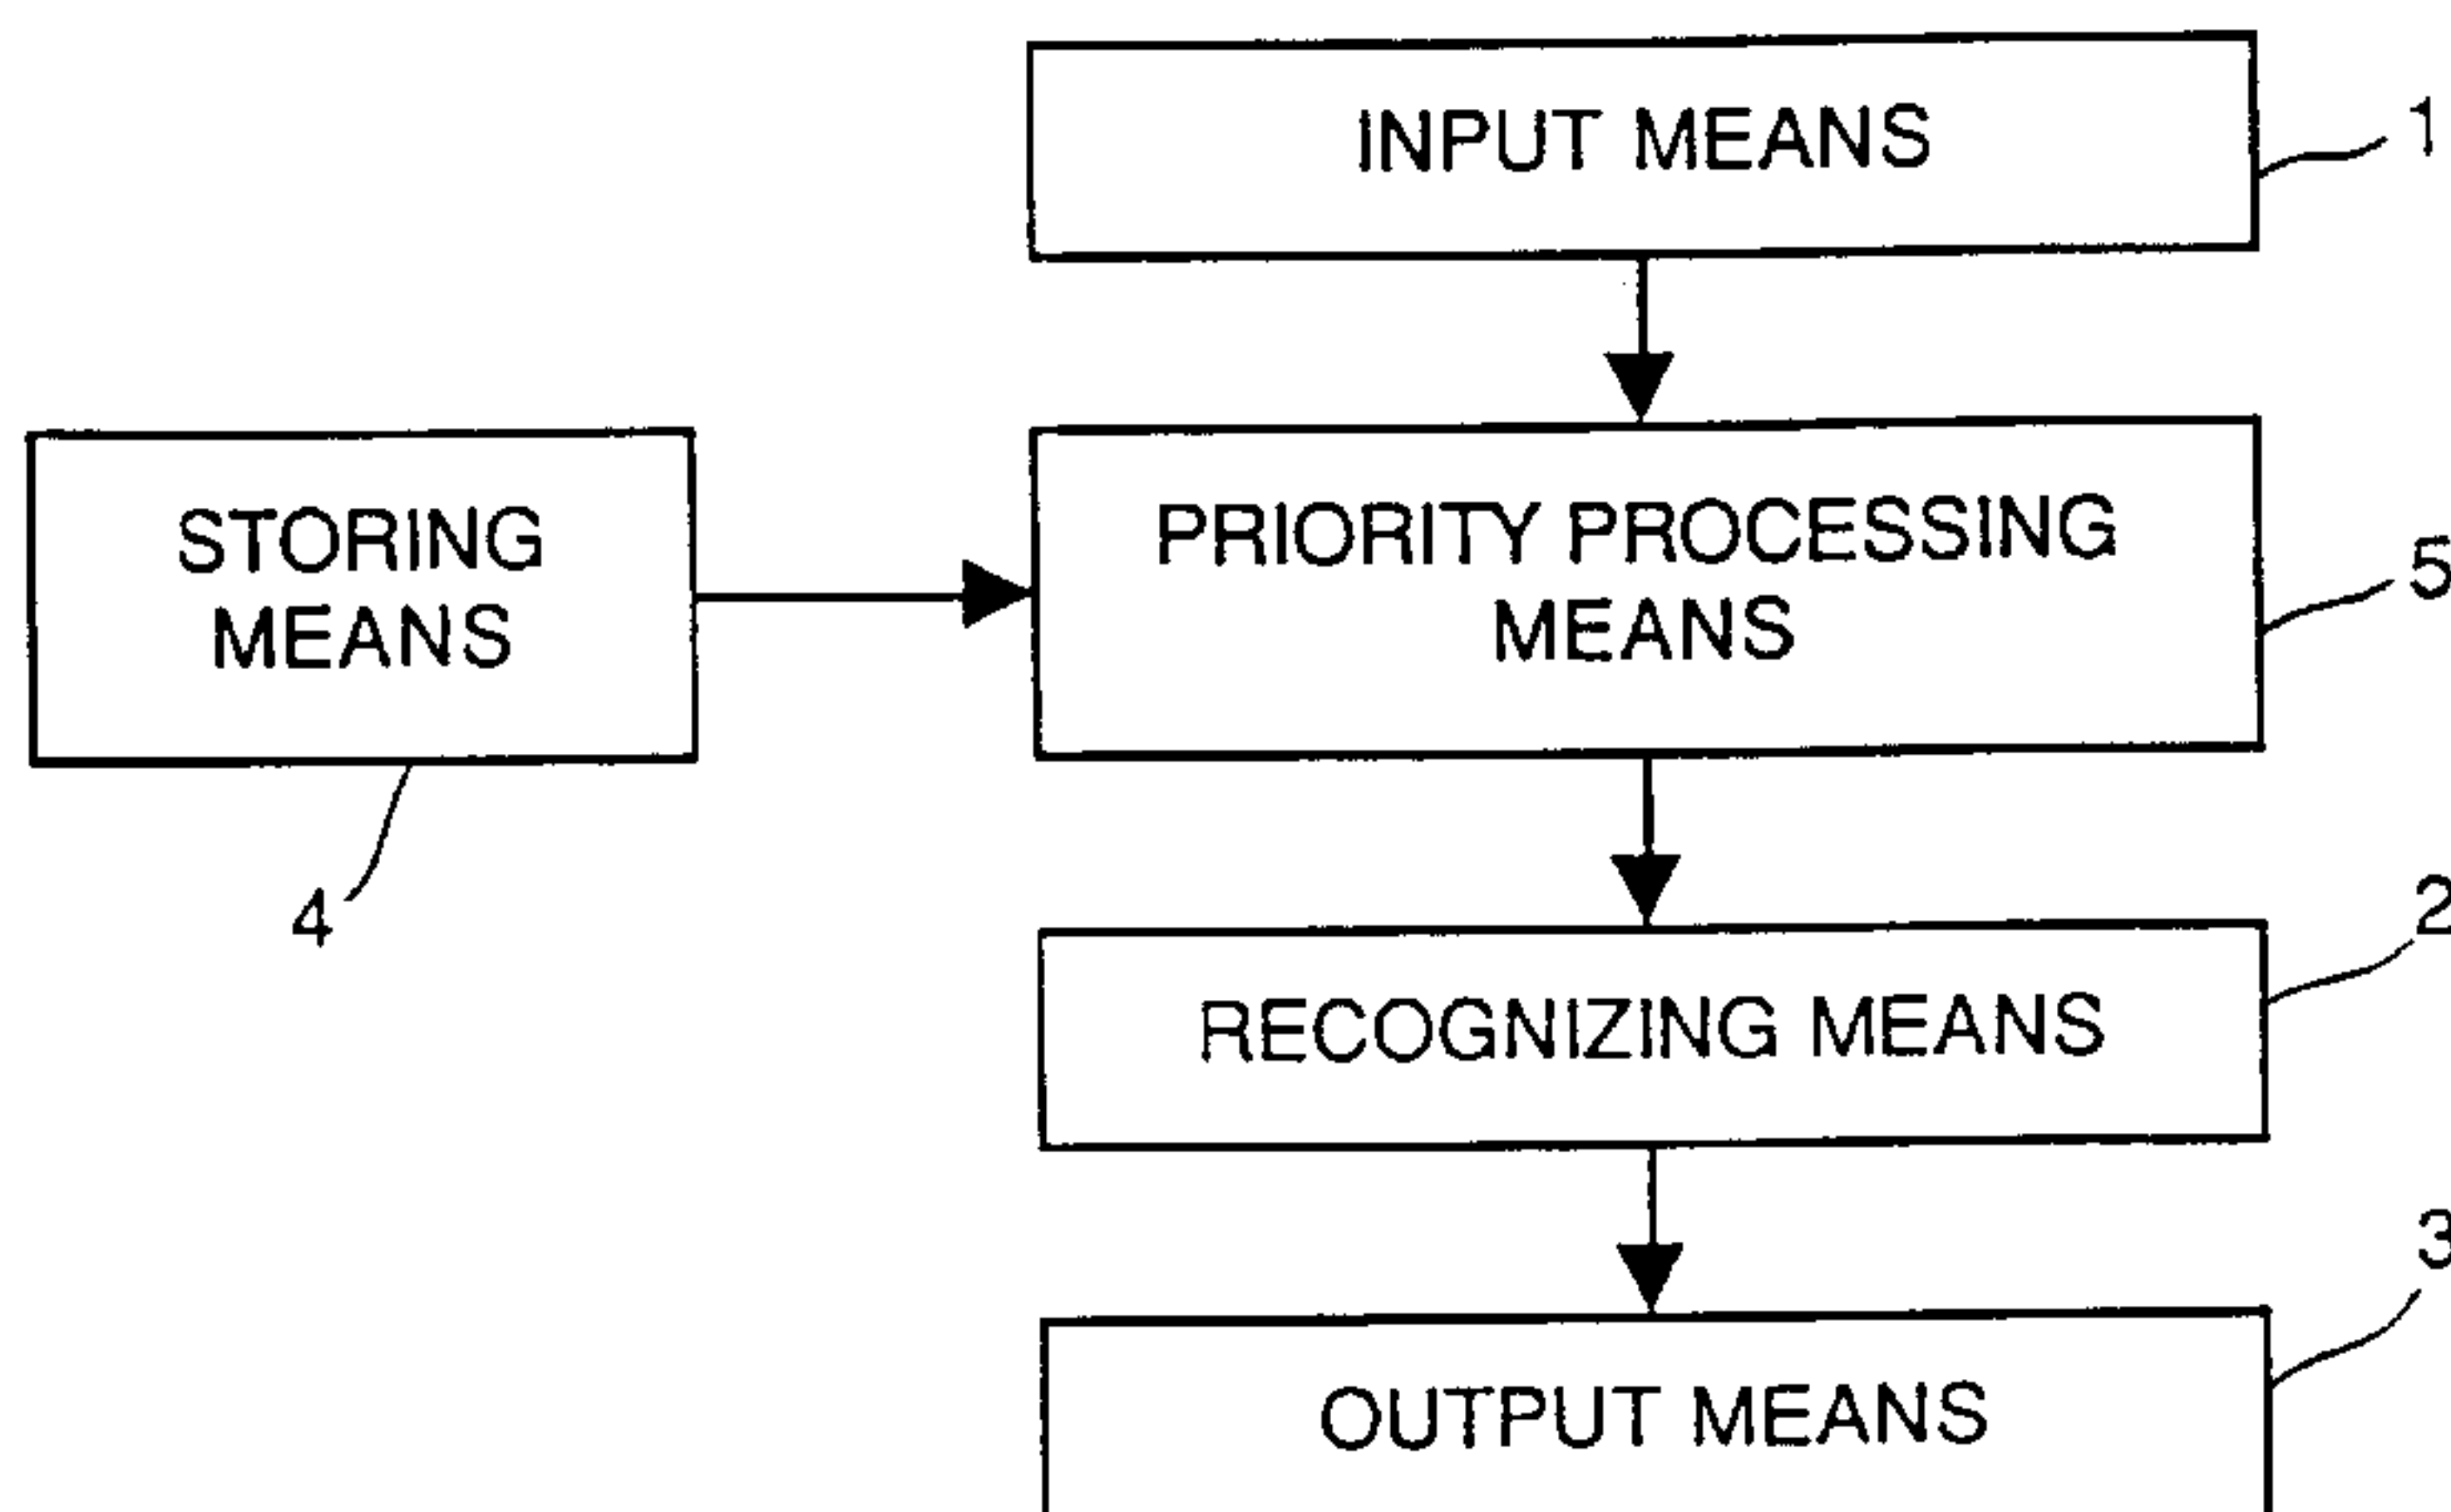 INPUT MEANS
1
STORING
MEANS
4
PRIORITY PROCESSING
MEANS
5
RECOGNIZING MEANS
2
OUTPUT MEANS
3